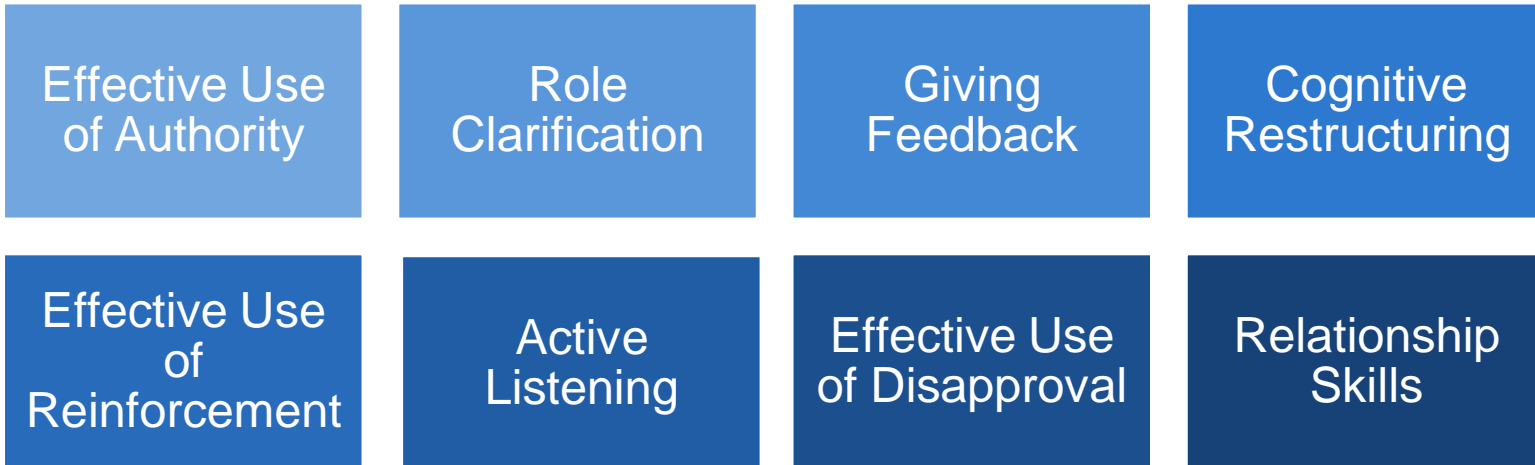 Effective Use
of Authority
Role
Clarification
Giving
Feedback
Cognitive
Restructuring
Effective Use
of
Reinforcement
Active
Listening
Effective Use
of Disapproval
Relationship
Skills